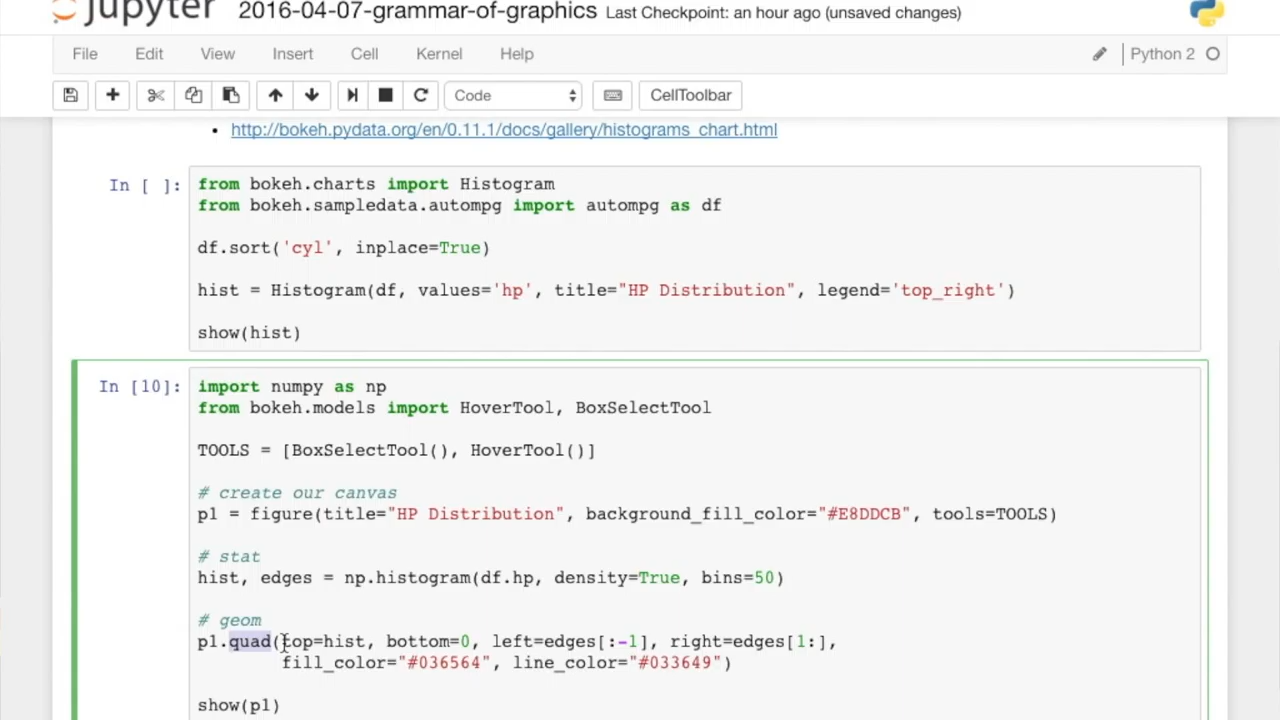 jupyter 2016-04-07-grammar-of-graphics Last Checkpoint: an hour ago (unsaved changes)
File Edit View Insert Cell Kernel Help Python 2
Code CellToolbar
• http://bokeh.pydata.org/en/0.11.1/docs/gallery/histograms_chart.html
In [ ]: from bokeh.charts import Histogram
from bokeh.sampledata.autompg import autompg as df
df.sort('cyl', inplace=True)
hist = Histogram(df, values='hp', title="HP Distribution", legend='top_right')
show(hist)
In [10]: import numpy as np
from bokeh.models import HoverTool, BoxSelectTool
TOOLS = [BoxSelectTool(), HoverTool()]
# create our canvas
p1 = figure(title="HP Distribution", background_fill_color="#E8DDCB", tools=TOOLS)
# stat
hist, edges = np.histogram(df.hp, density=True, bins=50)
# geom
p1.quad(top=hist, bottom=0, left=edges[:-1], right=edges[1:],
fill_color="#036564", line_color="#033649")
show(p1)